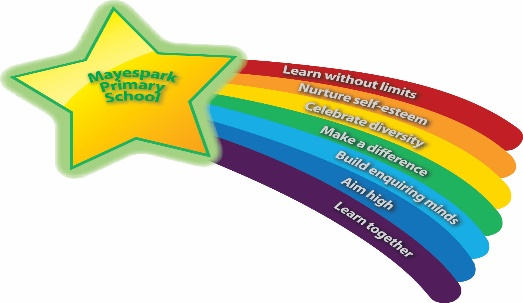 Mayespark
Primary
School
Learn without limits
Nurture self-esteem
Celebrate diversity
Make a difference
Build enquiring minds
Aim high
Learn together